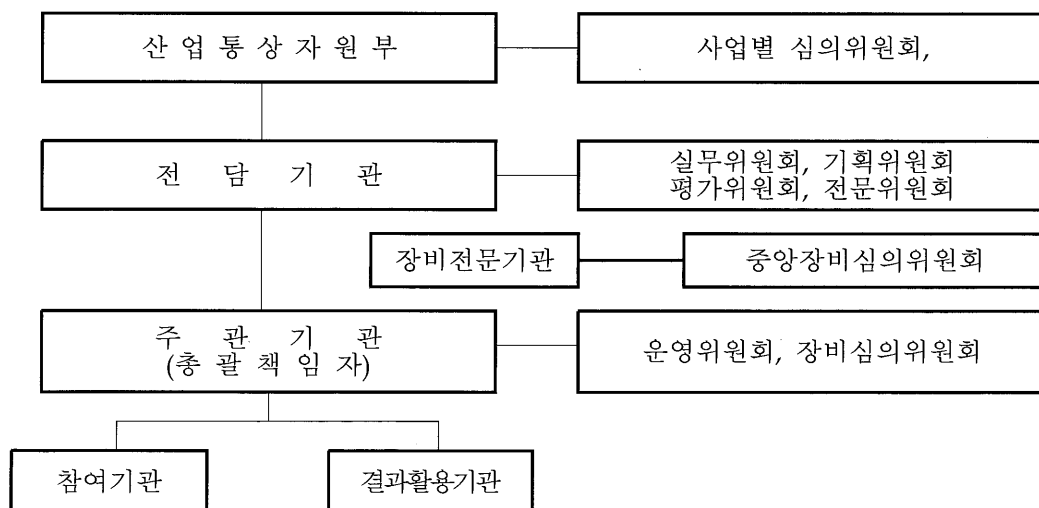 산 업 통 상 자 원 부
사업별 심의위원회,
전 담 기 관
실무위원회, 기획위원회
평가위원회, 전문위원회
장비전문기관
중앙장비심의위원회
주 관 기 관
(총 괄 책 임 자)
운영위원회, 장비심의위원회
참여기관
결과활용기관